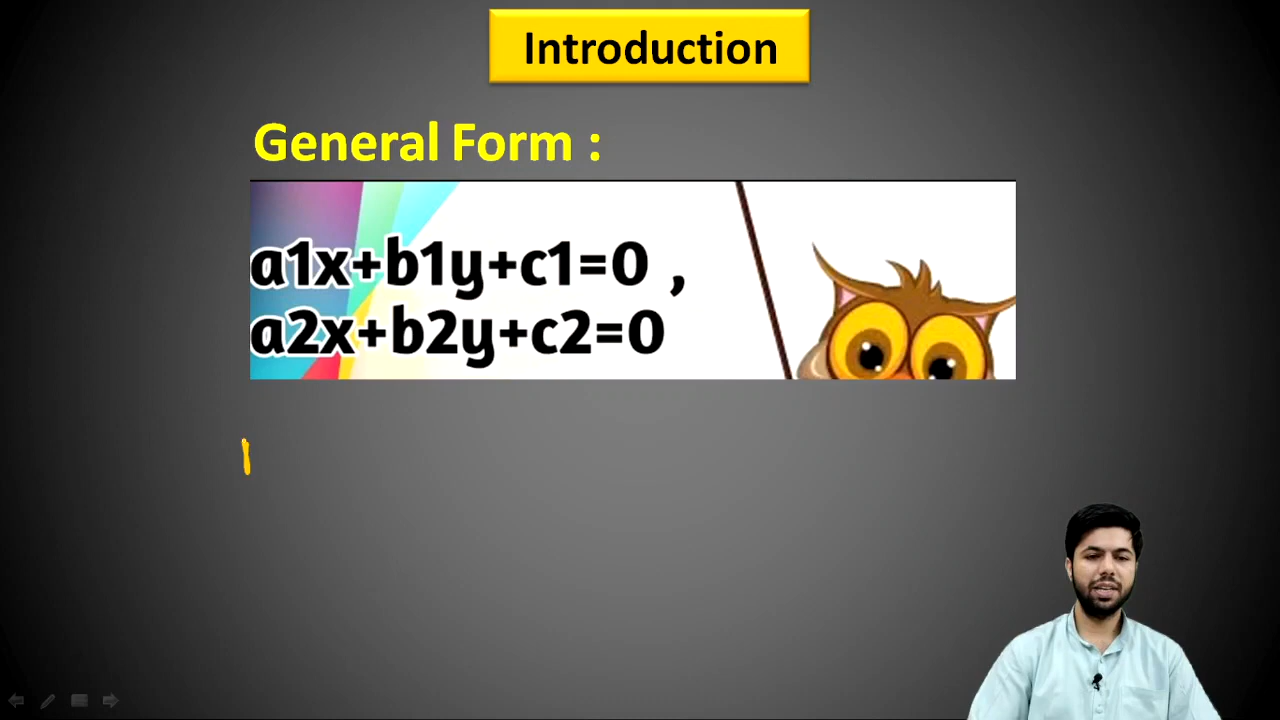 Introduction
General Form :
a1x+b1y+c1=0 ,
a2x+b2y+c2=0